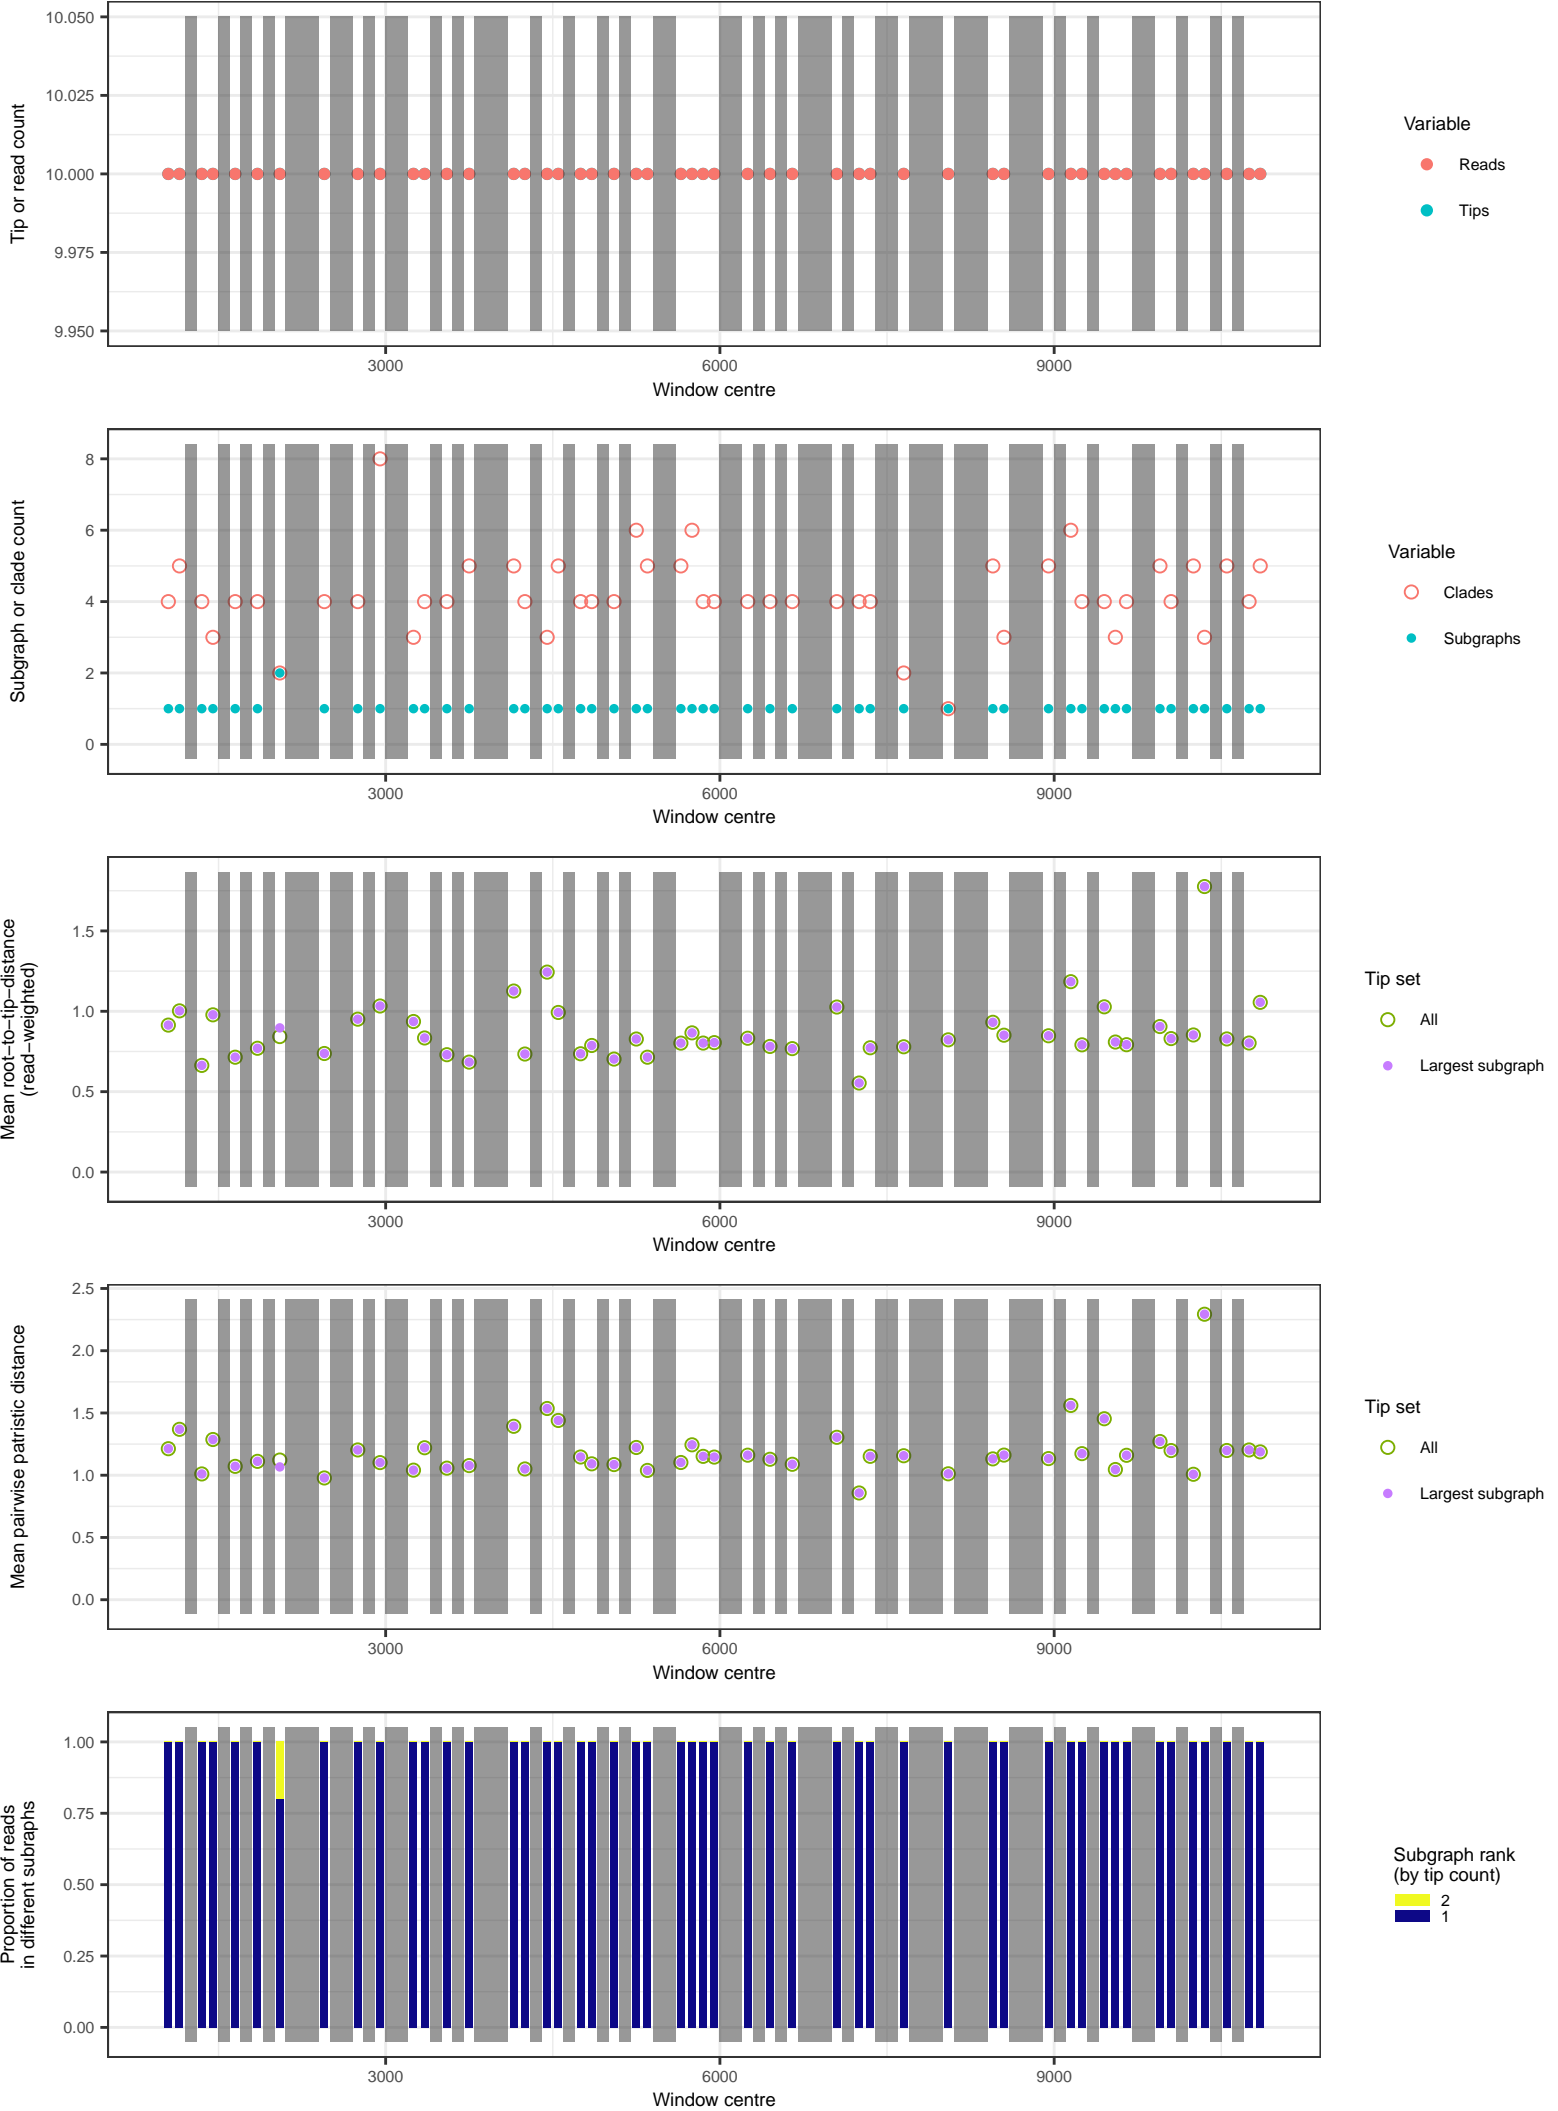 10.050
10.025
10.000
9.975
9.950
Tip or read count
3000
6000
9000
Window centre
Variable
Reads
Tips
8
6
4
2
0
Subgraph or clade count
3000
6000
9000
Window centre
Variable
Clades
Subgraphs
1.5
1.0
0.5
0.0
Mean root−to−tip−distance
(read−weighted)
3000
6000
9000
Window centre
Tip set
All
Largest subgraph
2.5
2.0
1.5
1.0
0.5
0.0
Mean pairwise patristic distance
3000
6000
9000
Window centre
Tip set
All
Largest subgraph
1.00
0.75
0.50
0.25
0.00
Proportion of reads
in different subraphs
3000
6000
9000
Window centre
Subgraph rank
(by tip count)
2
1